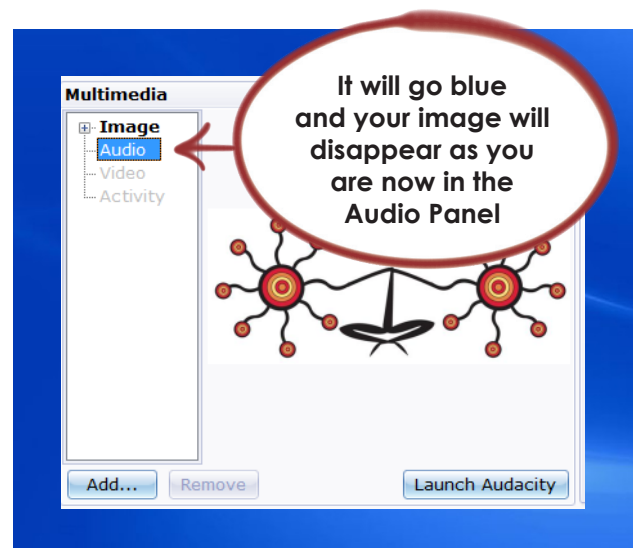 It will go blue
and your image will
disappear as you
are now in the
Audio Panel
Multimedia
Image
Audio
Video
Activity
Add...
Remove
Launch Audacity